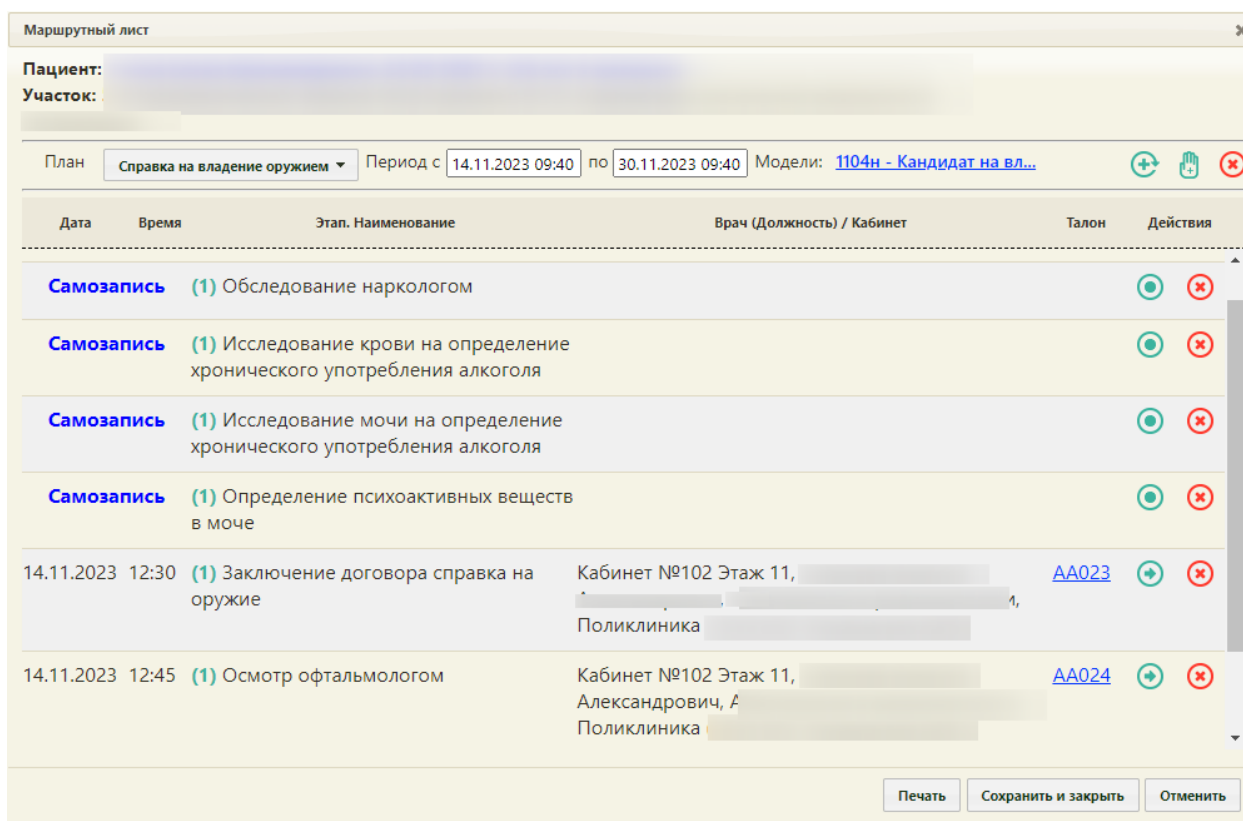 Маршрутный лист
Пациент:
Участок:
План Справка на владение оружием Период с 14.11.2023 09:40 по 30.11.2023 09:40 Модели: 1104н - Кандидат на вл...
Дата Время Этап. Наименование Врач (Должность) / Кабинет Талон Действия
Самозапись (1) Обследование наркологом
Самозапись (1) Исследование крови на определение
хронического употребления алкоголя
Самозапись (1) Исследование мочи на определение
хронического употребления алкоголя
Самозапись (1) Определение психоактивных веществ
в моче
14.11.2023 12:30 (1) Заключение договора справка на Кабинет №102 Этаж 11, АА023
оружие
Поликлиника
14.11.2023 12:45 (1) Осмотр офтальмологом Кабинет №102 Этаж 11, АА024
Александрович,
Поликлиника
Печать Сохранить и закрыть Отменить